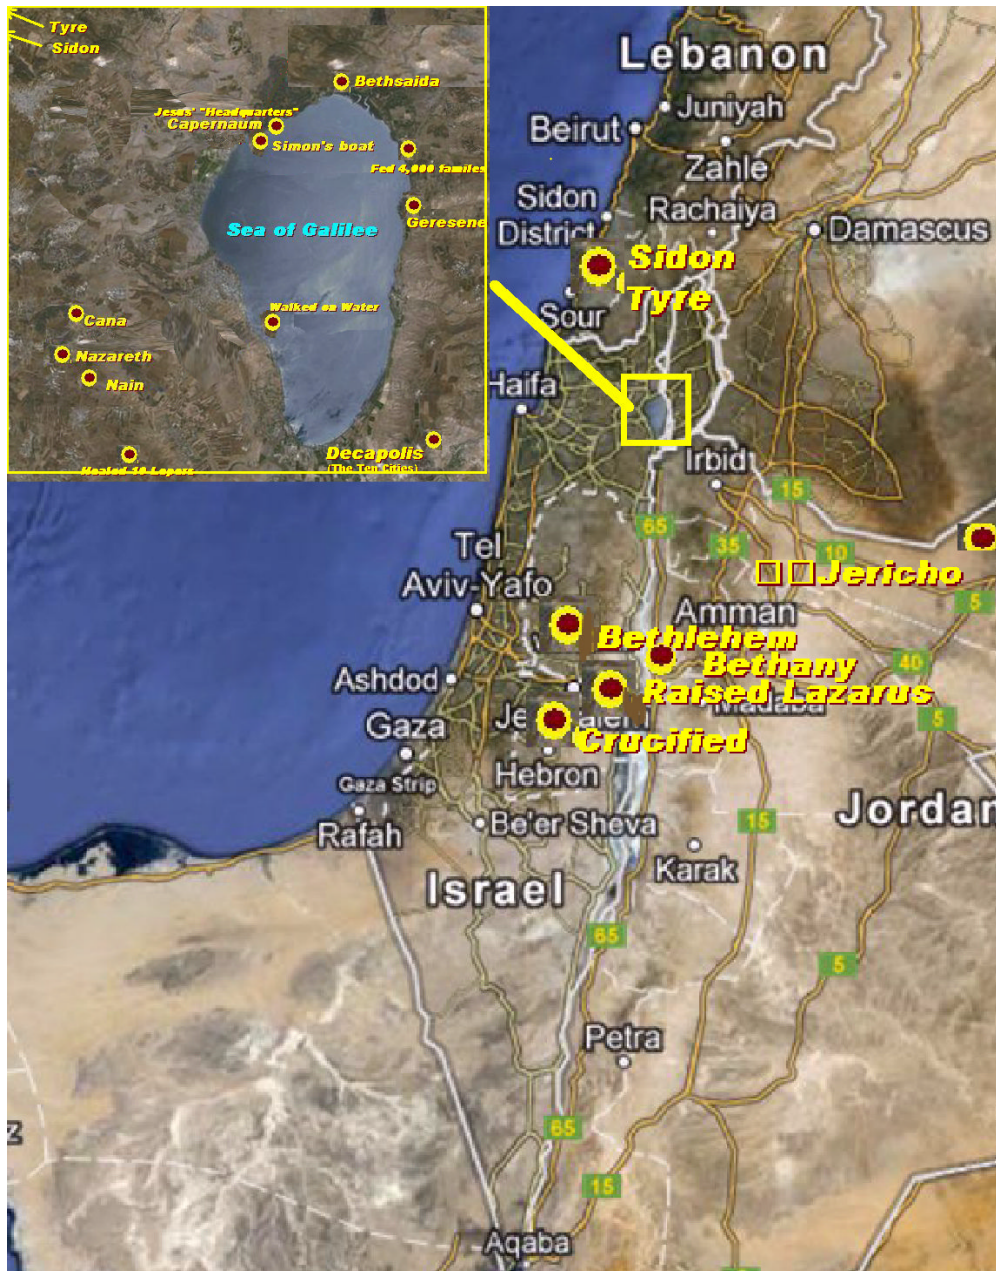 Tyre
Sidon
Bethsaida
Jesus' "Headquarters"
Capernaum
Simon's boat
Fed 4,000 familes
Geresene
Sea of Galilee
Walked on Water
Cana
Nazareth
Nain
Healed 10 Lepers
Decapolis
(The Ten Cities)
Lebanon
Juniyah
Beirut
Zahle
Sidon
District
Rachaiya
Damascus
Sidon
Tyre
Sour
Haifa
Irbid
15
65
35
10
Tel
Aviv-Yafo
□□Jericho
5
Amman
Bethlehem
Bethany
40
Ashdod
Raised Lazarus
Madaba
5
Gaza
Crucified
Hebron
Gaza Strip
Jordan
Rafah
Be'er Sheva
15
Karak
Israel
65
5
Petra
65
15
Aqaba
5